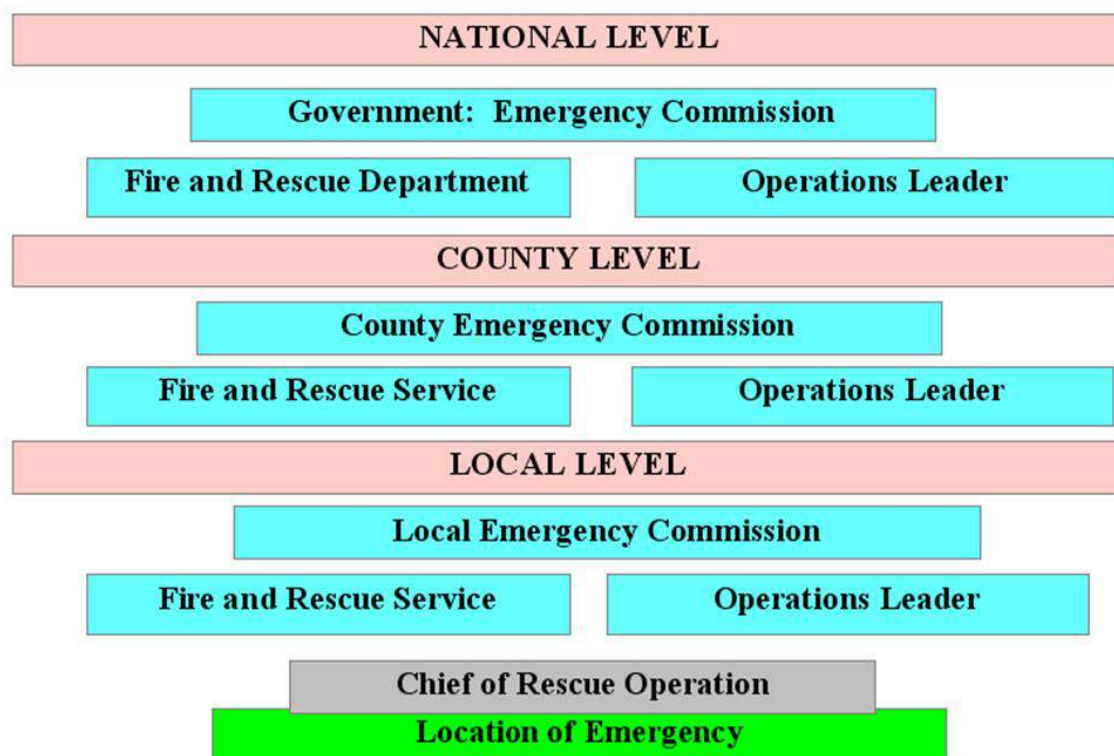 NATIONAL LEVEL
Government: Emergency Commission
Fire and Rescue Department
Operations Leader
COUNTY LEVEL
County Emergency Commission
Fire and Rescue Service
Operations Leader
LOCAL LEVEL
Local Emergency Commission
Fire and Rescue Service
Operations Leader
Chief of Rescue Operation
Location of Emergency